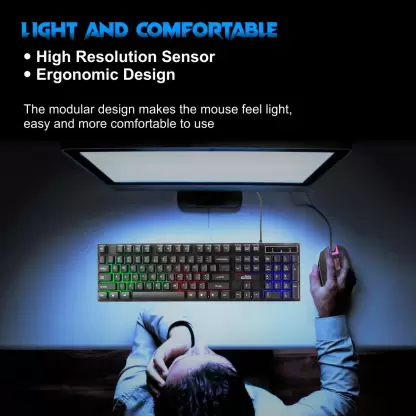 LIGHT AND COMFORTABLE
• High Resolution Sensor
• Ergonomic Design
The modular design makes the mouse feel light,
easy and more comfortable to use